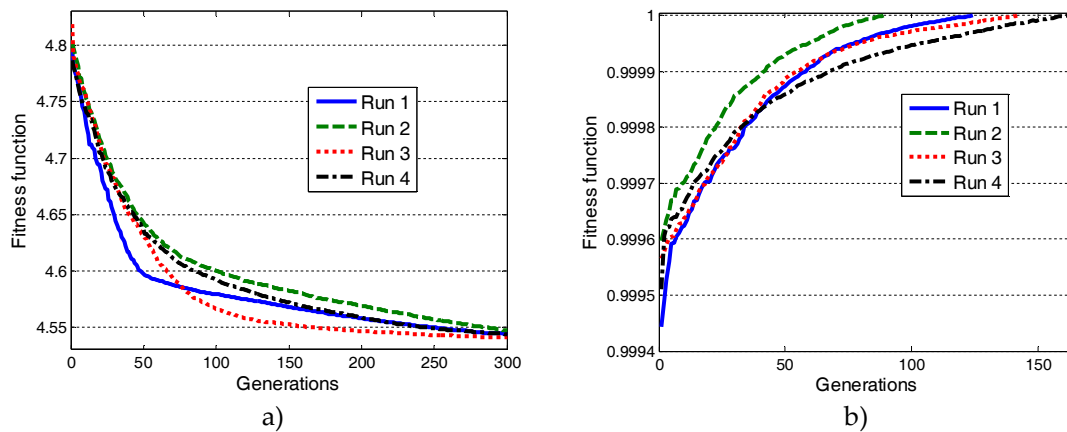 Fitness function
4.8
4.75
4.7
4.65
4.6
4.55
0
50
100
150
200
250
300
Generations
Run 1
Run 2
Run 3
Run 4
a)
Fitness function
1
0.9999
0.9998
0.9997
0.9996
0.9995
0.9994
0
50
100
150
Generations
Run 1
Run 2
Run 3
Run 4
b)